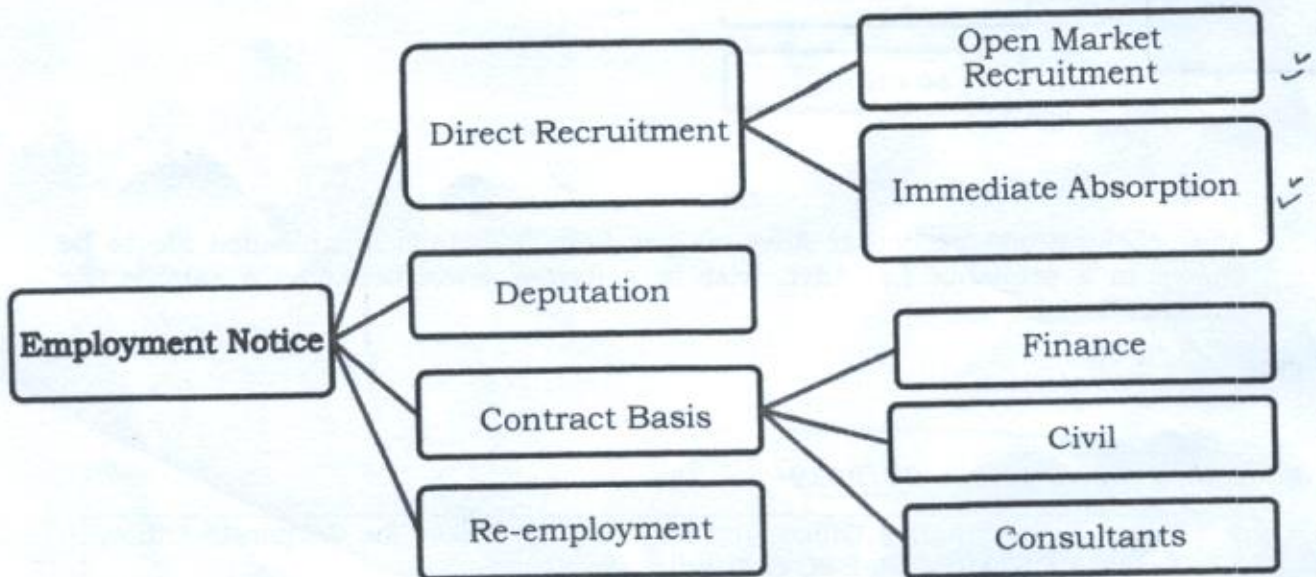 Employment Notice
Direct Recruitment
Open Market
Recruitment
Immediate Absorption
Deputation
Contract Basis
Finance
Civil
Consultants
Re-employment